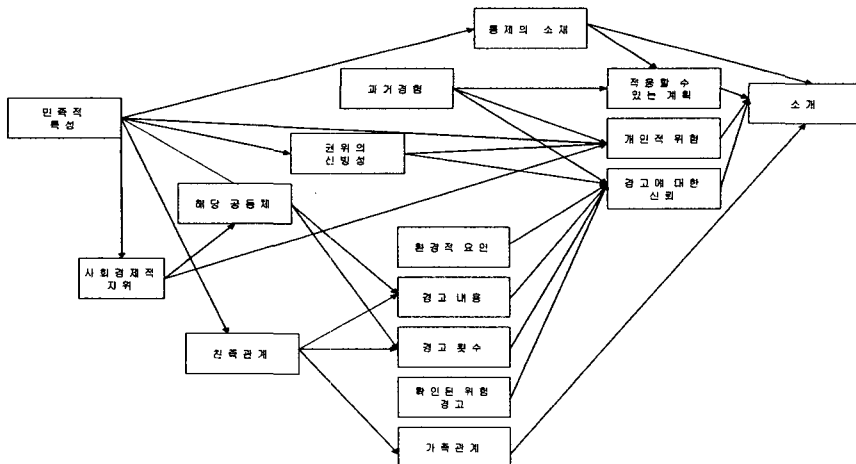 통제의 소재
과거경험
적응할 수
있는 계획
소개
민족적
특성
개인적 위험
권위의
신빙성
경고에 대한
신뢰
해당 공동체
환경적 요인
사회경제적
지위
경고 내용
친족관계
경고 횟수
확인된 위험
경고
가족관계